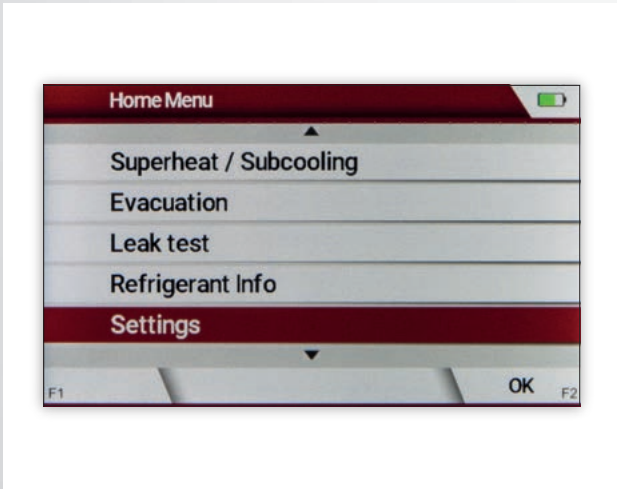 Home Menu
Superheat / Subcooling
Evacuation
Leak test
Refrigerant Info
Settings
F1
OK
F2